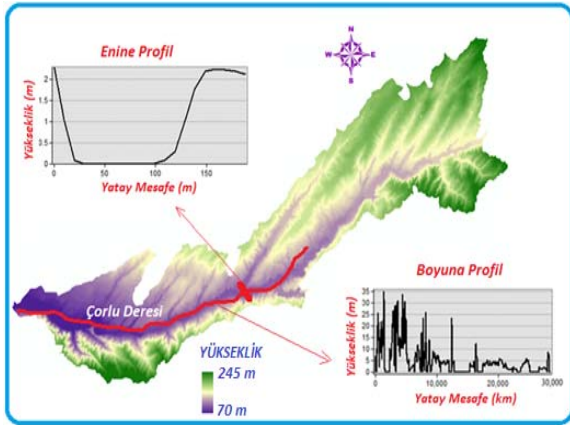 Enine Profil
Yükseklik (m)
2
1.5
1
0.5
0
0 50 100 150
Yatay Mesafe (m)
N
W E
S
Çorlu Deresi
YÜKSEKLİK
245 m
70 m
Boyuna Profil
Yükseklik (m)
35
30
25
20
15
10
5
0
0 10,000 20,000 30,000
Yatay Mesafe (km)